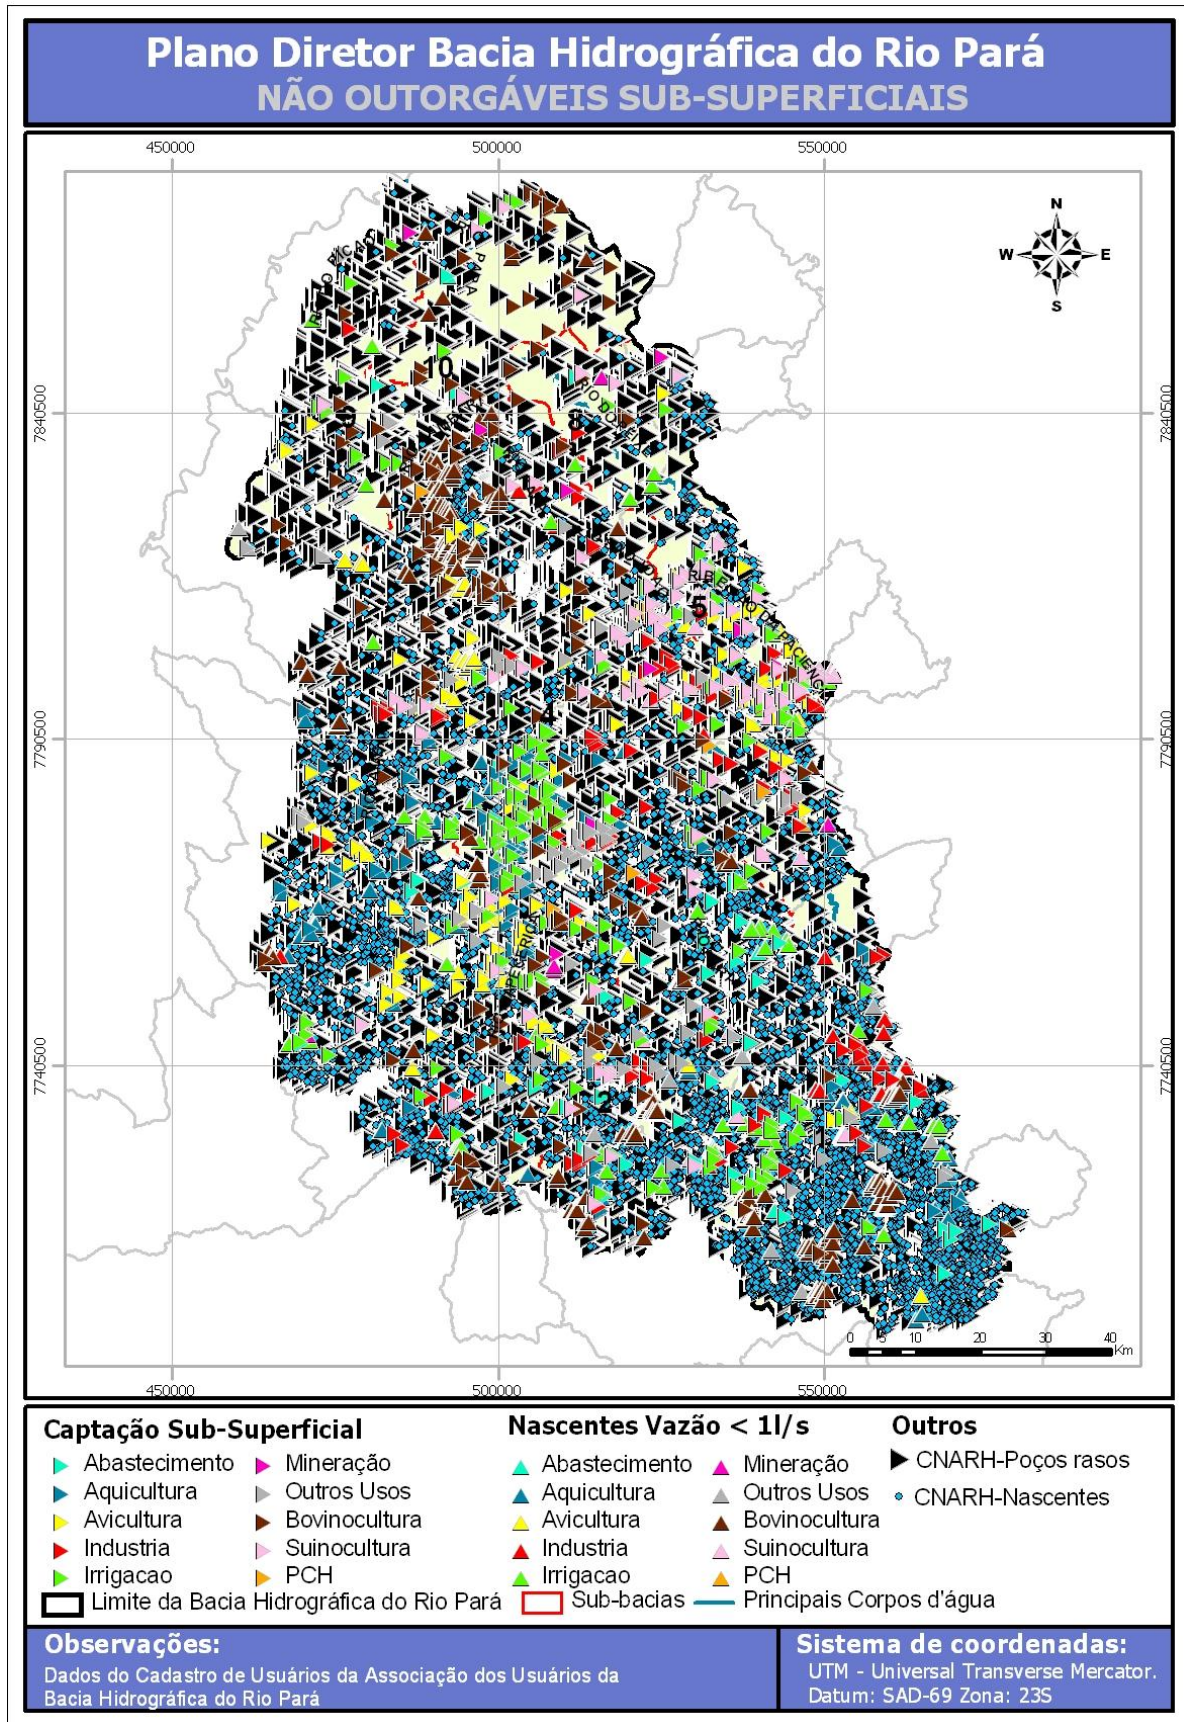 Plano Diretor Bacia Hidrográfica do Rio Pará
NÃO OUTORGÁVEIS SUB-SUPERFICIAIS
450000 500000 550000
N
W E
S
7840500 7840500
7790500 7790500
7740500 7740500
10
5
0 5 10 20 30 40
Km
450000 500000 550000
Captação Sub-Superficial
Abastecimento
Aquicultura
Avicultura
Industria
Irrigacao
Mineração
Outros Usos
Bovinocultura
Suinocultura
PCH
Nascentes Vazão < 1l/s
Abastecimento
Aquicultura
Avicultura
Industria
Irrigacao
Mineração
Outros Usos
Bovinocultura
Suinocultura
PCH
Outros
CNARH-Poços rasos
CNARH-Nascentes
Limite da Bacia Hidrográfica do Rio Pará
Sub-bacias
Principais Corpos d'água
Observações:
Dados do Cadastro de Usuários da Associação dos Usuários da
Bacia Hidrográfica do Rio Pará
Sistema de coordenadas:
UTM - Universal Transverse Mercator.
Datum: SAD-69 Zona: 23S